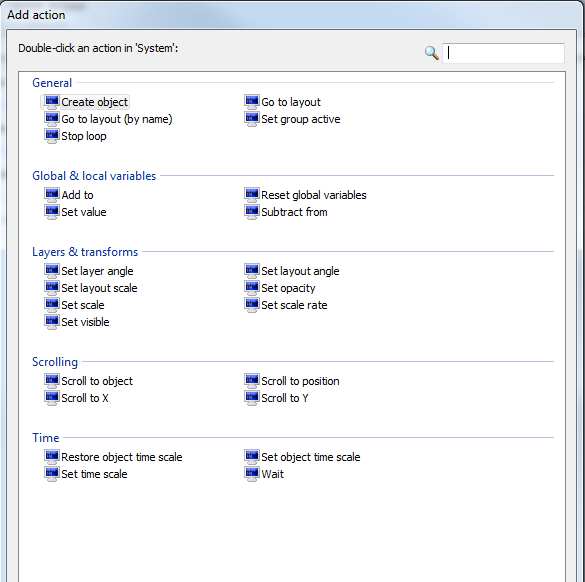 Add action
Double-click an action in 'System':
General
Create object Go to layout
Go to layout (by name) Set group active
Stop loop
Global & local variables
Add to Reset global variables
Set value Subtract from
Layers & transforms
Set layer angle Set layout angle
Set layout scale Set opacity
Set scale Set scale rate
Set visible
Scrolling
Scroll to object Scroll to position
Scroll to X Scroll to Y
Time
Restore object time scale Set object time scale
Set time scale Wait